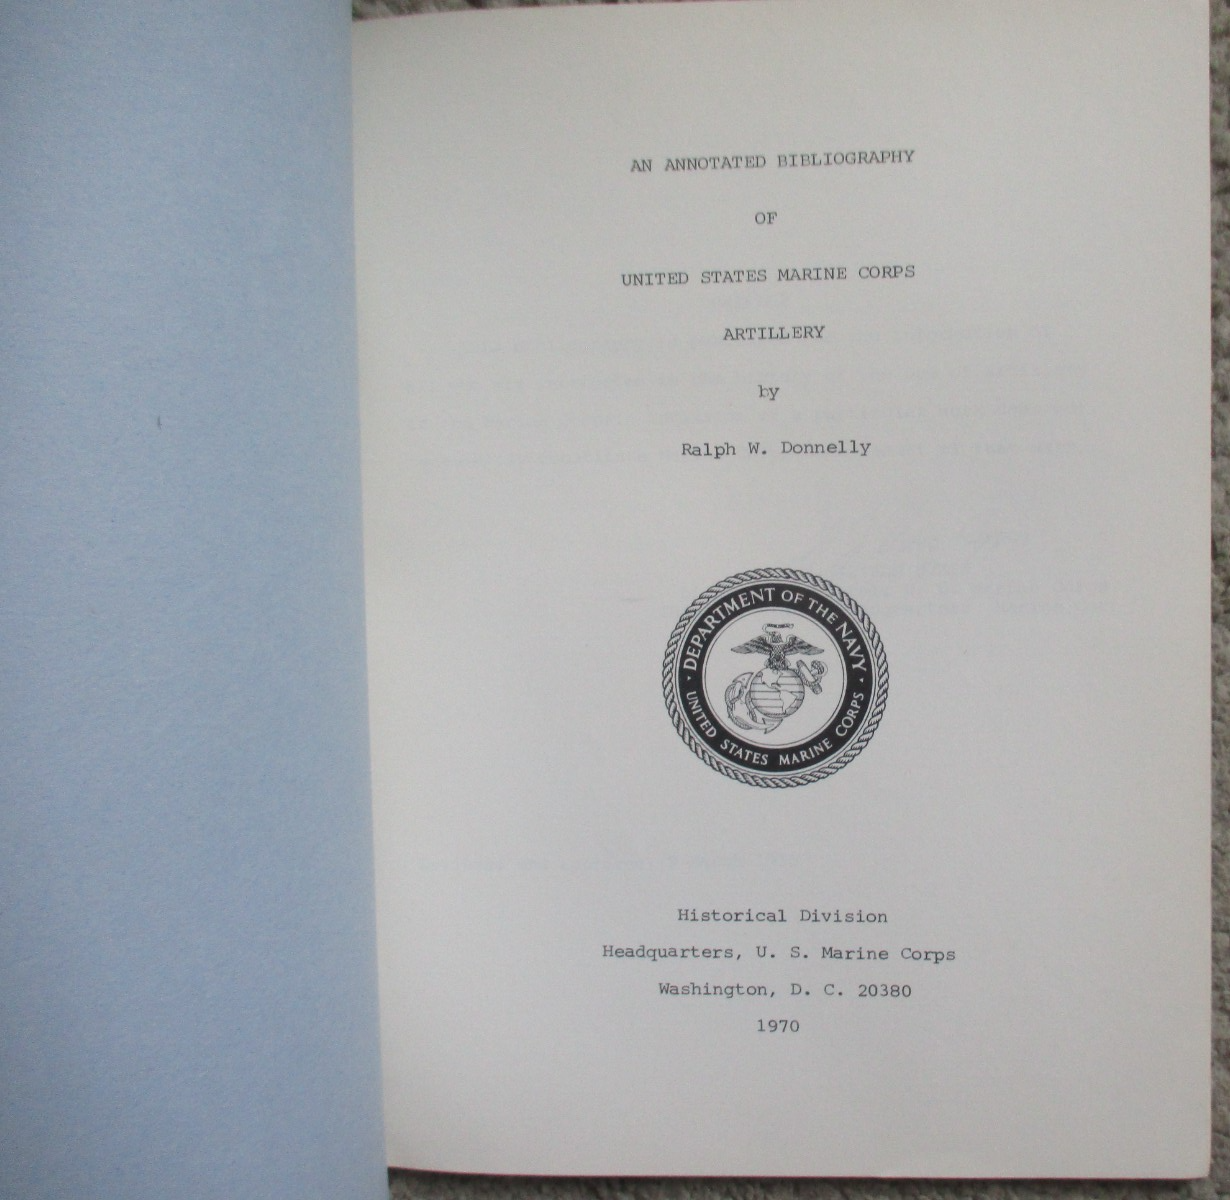 AN ANNOTATED BIBLIOGRAPHY
OF
UNITED STATES MARINE CORPS
ARTILLERY
by
Ralph W. Donnelly
DEPARTMENT OF THE NAVY
UNITED STATES MARINE CORPS
Historical Division
Headquarters, U. S. Marine Corps
Washington, D. C. 20380
1970